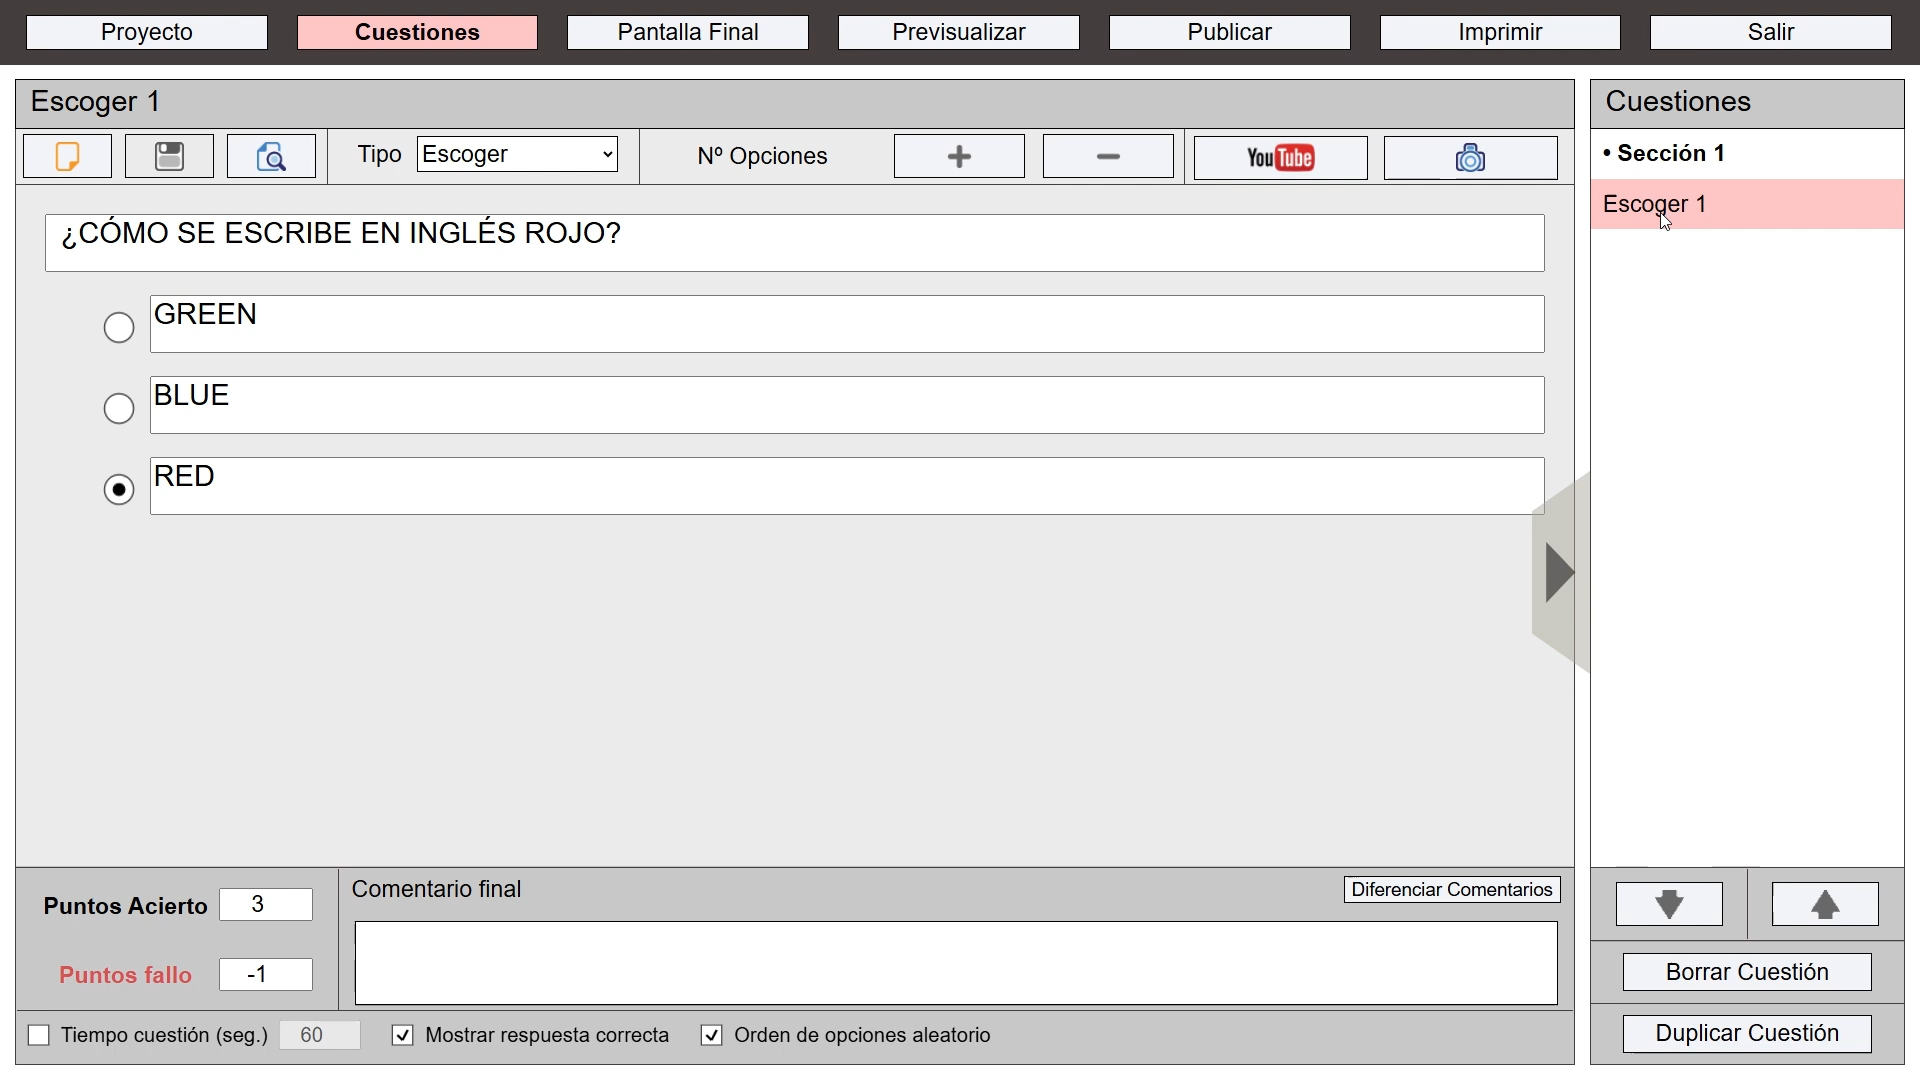 Proyecto
Cuestiones
Pantalla Final
Previsualizar
Publicar
Imprimir
Salir
Escoger 1
Tipo
Escoger
Nº Opciones
YouTube
¿CÓMO SE ESCRIBE EN INGLÉS ROJO?
GREEN
BLUE
RED
Puntos Acierto
3
Puntos fallo
-1
Comentario final
Diferenciar Comentarios
Tiempo cuestión (seg.)
60
Mostrar respuesta correcta
Orden de opciones aleatorio
Cuestiones
• Sección 1
Escoger 1
Borrar Cuestión
Duplicar Cuestión